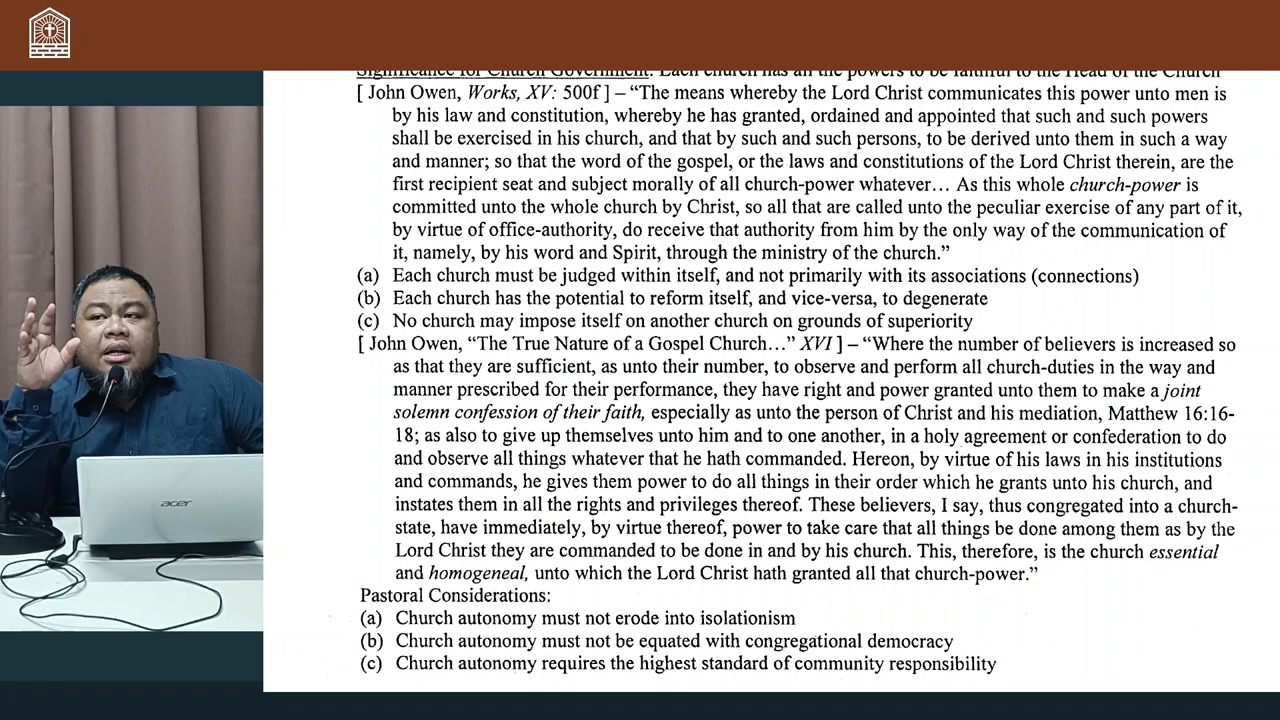 Significance for Church Government: Each church has all the powers to be faithful to the Head of the Church
[ John Owen, Works, XV: 500f ] – “The means whereby the Lord Christ communicates this power unto men is
by his law and constitution, whereby he has granted, ordained and appointed that such and such powers
shall be exercised in his church, and that by such and such persons, to be derived unto them in such a way
and manner; so that the word of the gospel, or the laws and constitutions of the Lord Christ therein, are the
first recipient seat and subject morally of all church-power whatever… As this whole church-power is
committed unto the whole church by Christ, so all that are called unto the peculiar exercise of any part of it,
by virtue of office-authority, do receive that authority from him by the only way of the communication of
it, namely, by his word and Spirit, through the ministry of the church.”
(a) Each church must be judged within itself, and not primarily with its associations (connections)
(b) Each church has the potential to reform itself, and vice-versa, to degenerate
(c) No church may impose itself on another church on grounds of superiority
[ John Owen, “The True Nature of a Gospel Church…” XVI ] – “Where the number of believers is increased so
as that they are sufficient, as unto their number, to observe and perform all church-duties in the way and
manner prescribed for their performance, they have right and power granted unto them to make a joint
solemn confession of their faith, especially as unto the person of Christ and his mediation, Matthew 16:16-
18; as also to give up themselves unto him and to one another, in a holy agreement or confederation to do
and observe all things whatever that he hath commanded. Hereon, by virtue of his laws in his institutions
and commands, he gives them power to do all things in their order which he grants unto his church, and
instates them in all the rights and privileges thereof. These believers, I say, thus congregated into a church-
state, have immediately, by virtue thereof, power to take care that all things be done among them as by the
Lord Christ they are commanded to be done in and by his church. This, therefore, is the church essential
and homogeneal, unto which the Lord Christ hath granted all that church-power.”
Pastoral Considerations:
(a) Church autonomy must not erode into isolationism
(b) Church autonomy must not be equated with congregational democracy
(c) Church autonomy requires the highest standard of community responsibility
acer